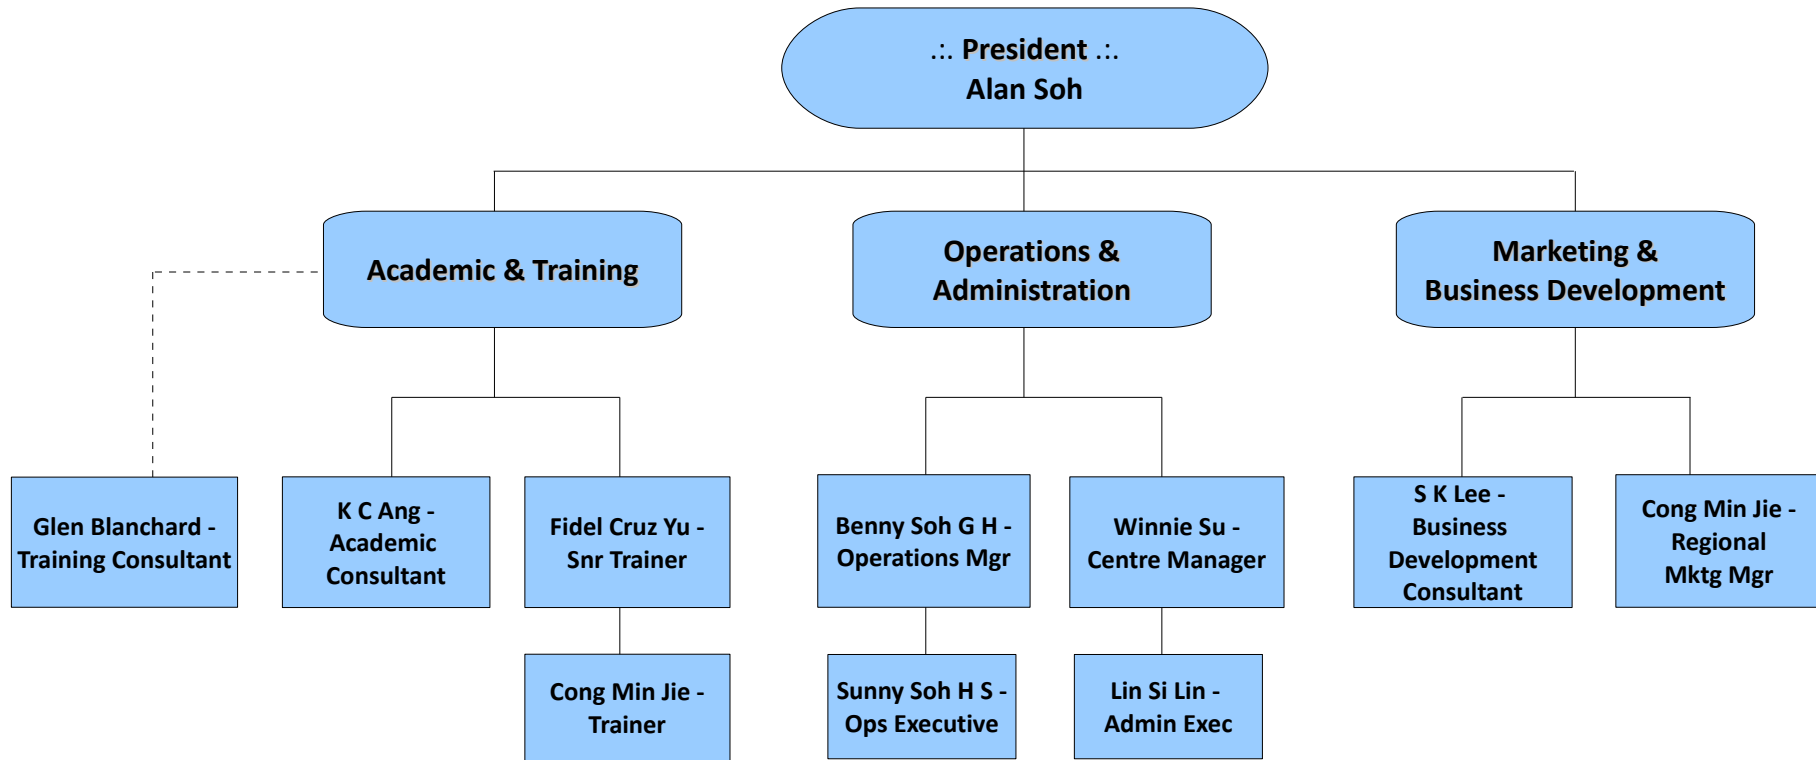 .:. President .:.
Alan Soh
Academic & Training
Operations &
Administration
Marketing &
Business Development
Glen Blanchard -
Training Consultant
K C Ang -
Academic
Consultant
Fidel Cruz Yu -
Snr Trainer
Benny Soh G H -
Operations Mgr
Winnie Su -
Centre Manager
S K Lee -
Business
Development
Consultant
Cong Min Jie -
Regional
Mktg Mgr
Cong Min Jie -
Trainer
Sunny Soh H S -
Ops Executive
Lin Si Lin -
Admin Exec